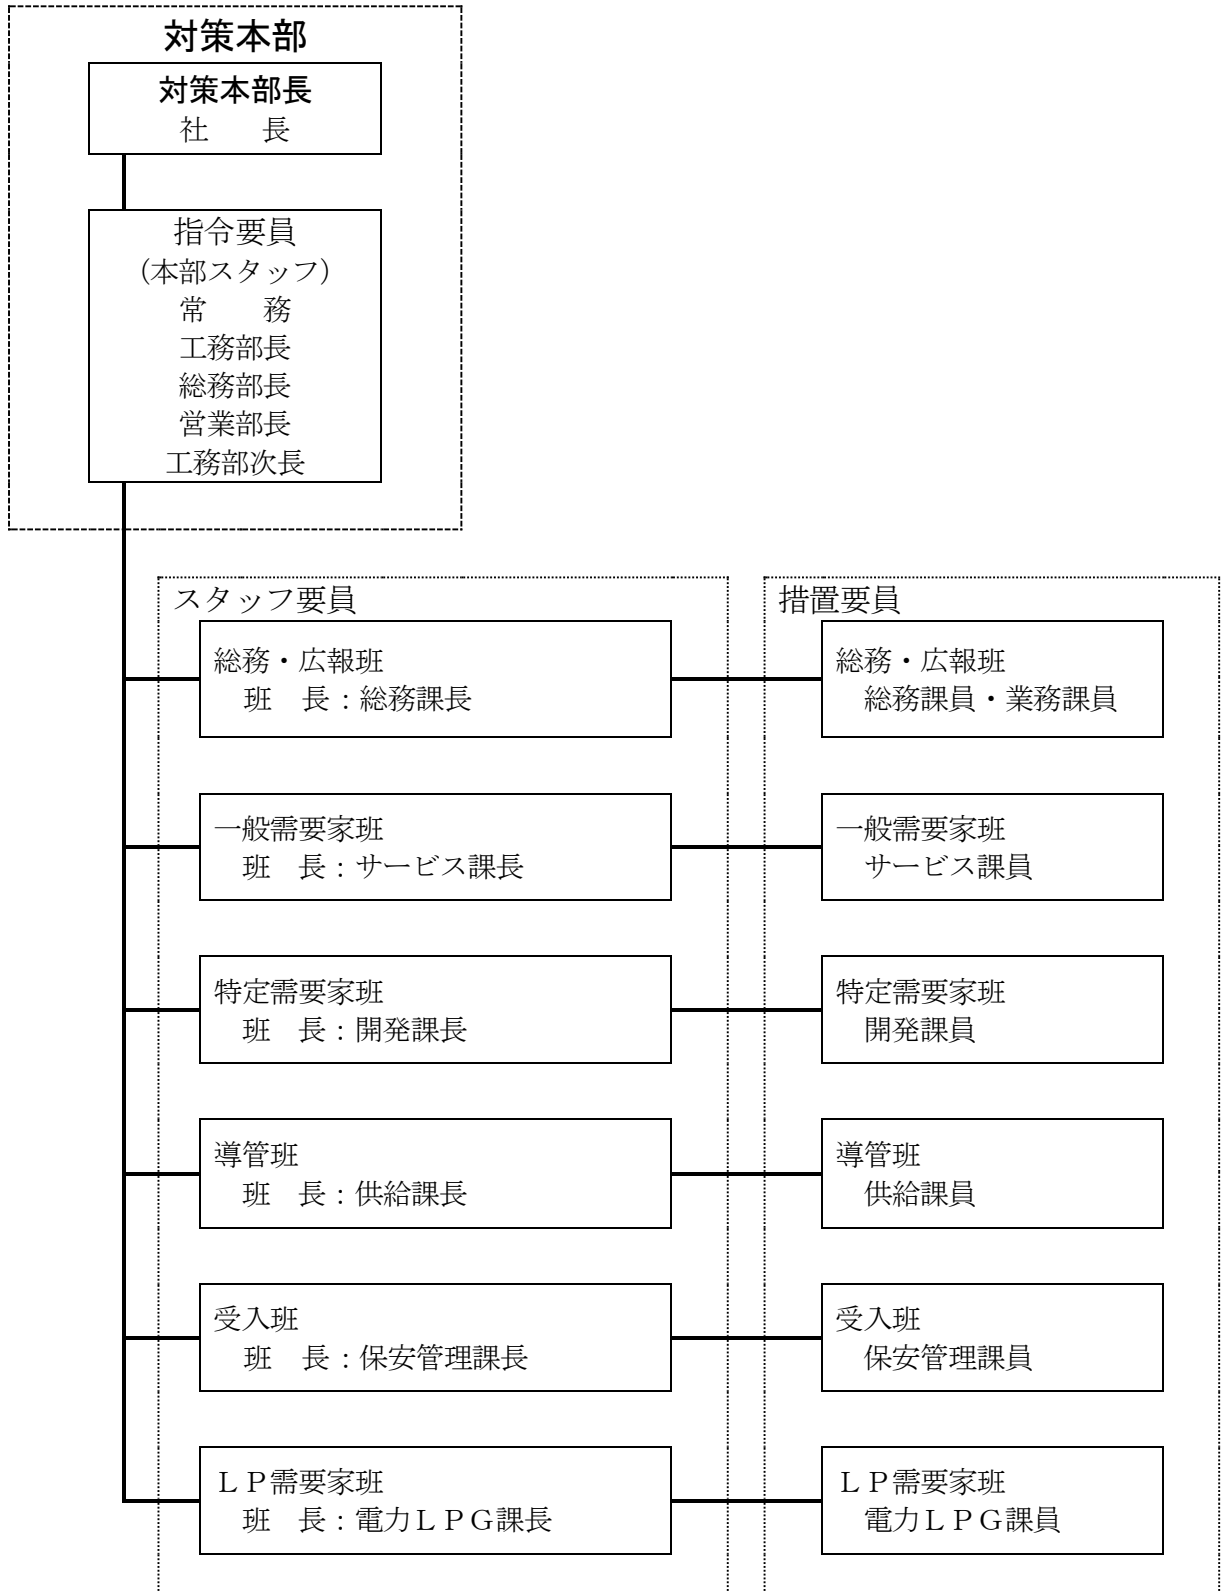 対策本部
対策本部長
社　　長
指令要員
（本部スタッフ）
常　　務
工務部長
総務部長
営業部長
工務部次長
スタッフ要員
措置要員
総務・広報班
班　長：総務課長
総務・広報班
総務課員・業務課員
一般需要家班
班　長：サービス課長
一般需要家班
サービス課員
特定需要家班
班　長：開発課長
特定需要家班
開発課員
導管班
班　長：供給課長
導管班
供給課員
受入班
班　長：保安管理課長
受入班
保安管理課員
ＬＰ需要家班
班　長：電力ＬＰＧ課長
ＬＰ需要家班
電力ＬＰＧ課員